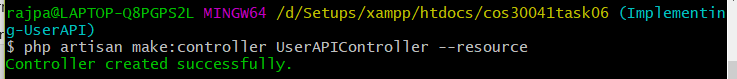 rajpa@LAPTOP-Q8PGPS2L MINGW64 /d/Setups/xampp/htdocs/cos30041task06 (Implementin
g-UserAPI)
$ php artisan make:controller UserAPIController --resource
Controller created successfully.